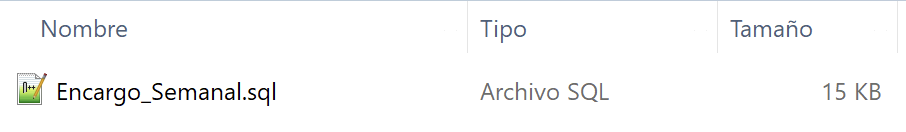 Nombre Tipo Tamaño
Encargo_Semanal.sql Archivo SQL 15 KB